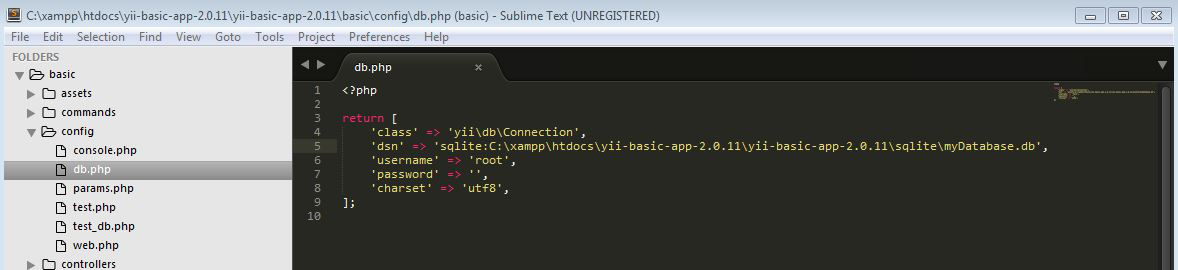 C:\xampp\htdocs\yii-basic-app-2.0.11\yii-basic-app-2.0.11\basic\config\db.php (basic) - Sublime Text (UNREGISTERED)
File Edit Selection Find View Goto Tools Project Preferences Help
FOLDERS
basic
assets
commands
config
console.php
db.php
params.php
test.php
test_db.php
web.php
controllers
db.php
1 <?php
2
3 return [
4     'class' => 'yii\db\Connection',
5     'dsn' => 'sqlite:C:\xampp\htdocs\yii-basic-app-2.0.11\yii-basic-app-2.0.11\sqlite\myDatabase.db',
6     'username' => 'root',
7     'password' => '',
8     'charset' => 'utf8',
9 ];
10